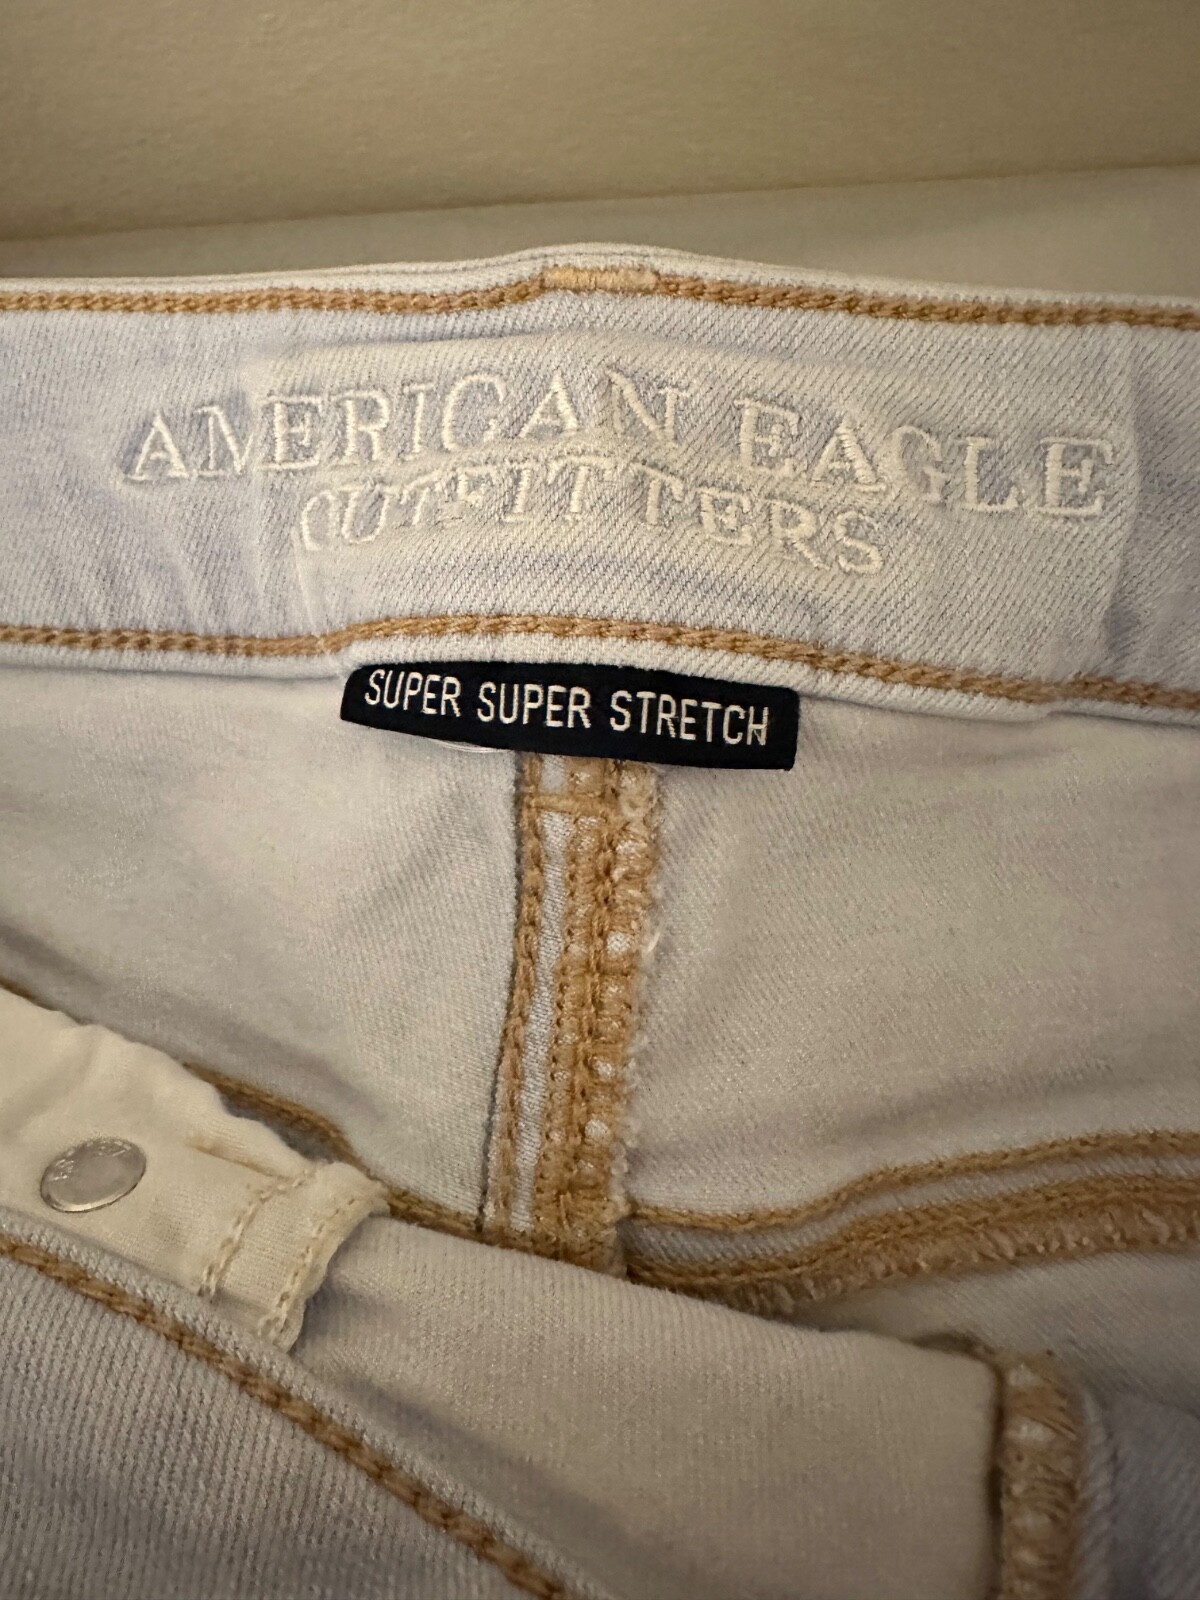 AMERICAN EAGLE
OUTFITTERS
SUPER SUPER STRETCH